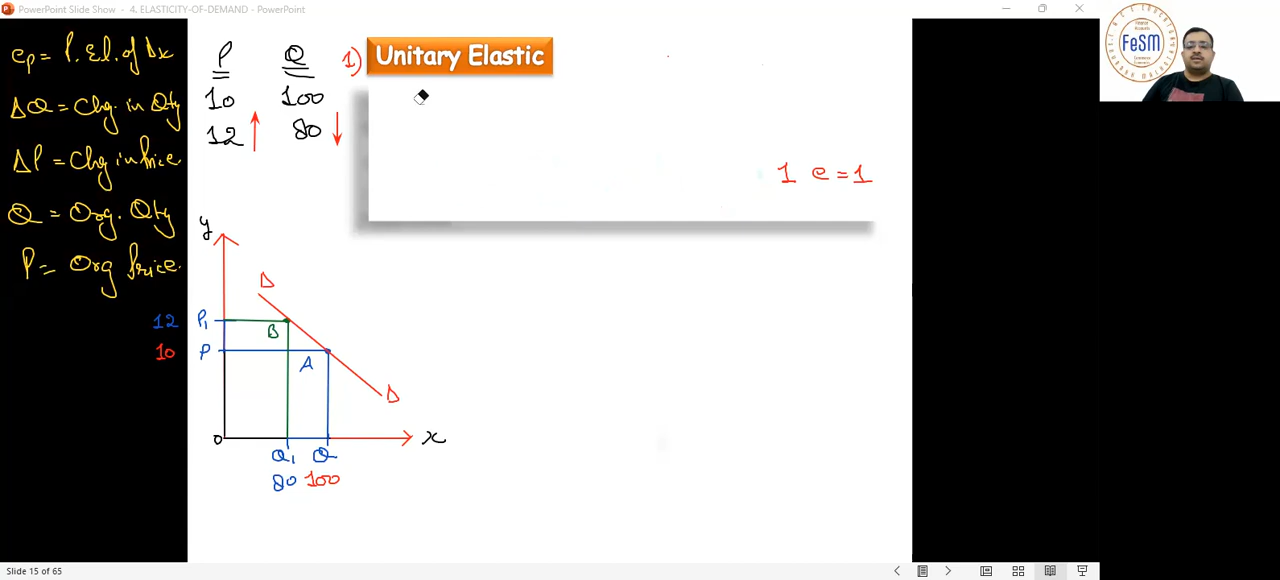 PowerPoint Slide Show - 4. ELASTICITY-OF-DEMAND - PowerPoint
eP = P. El. of Dx
ΔQ = Chg. in Qty
ΔP = Chg in Price
Q = Org. Qty
P = Org Price
P Q
10 100
12 80
1) Unitary Elastic
1 e = 1
y
D
12 P1 B
10 P A
D
0 x
Q1 Q
80 100
FeSM
Slide 15 of 65